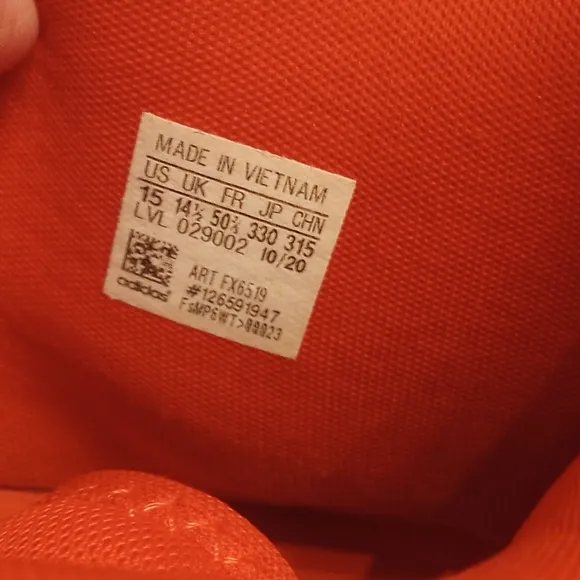 MADE IN VIETNAM
US UK FR JP CHN
15 14½ 50⅔ 330 315
LVL 029002 10/20
ART FX6519
#126591947
adidas